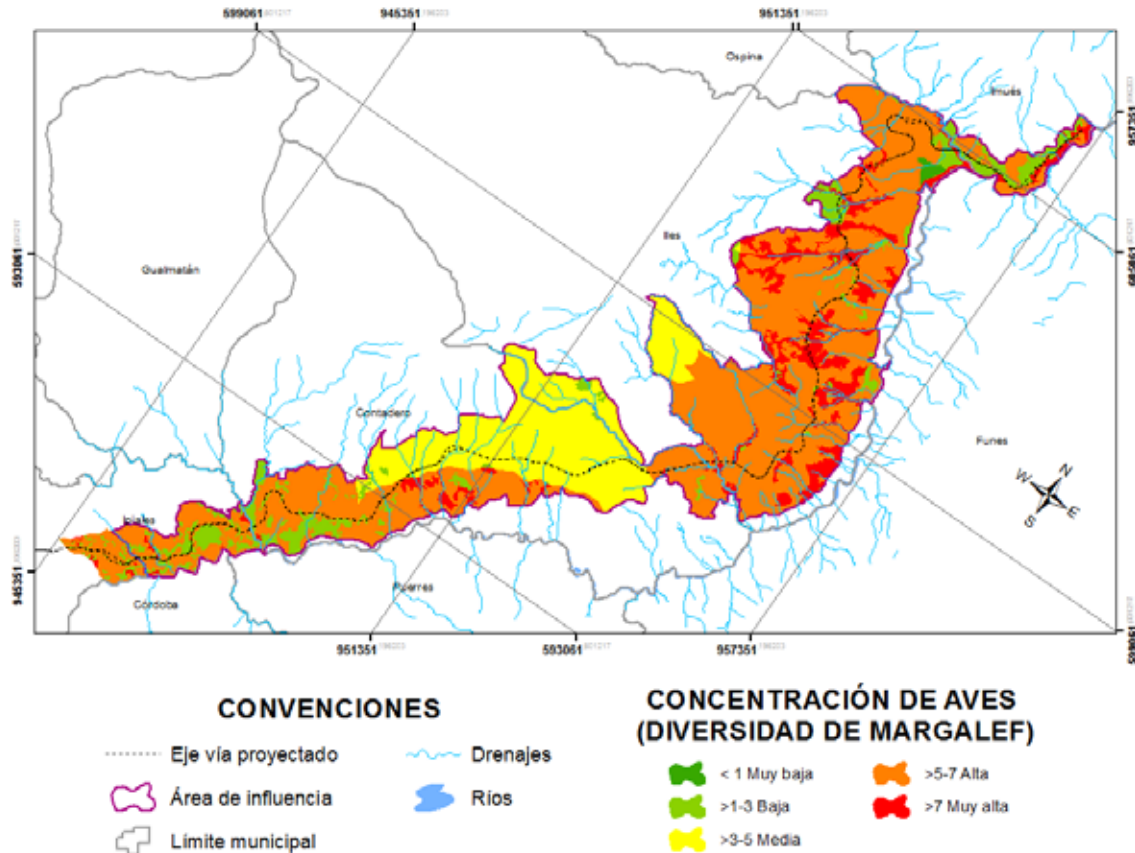 599061
945351
951351
Ospina
Imués
957351
593061
Gualmatán
Iles
Contadero
Funes
N
W
E
S
Ipiales
945351
Córdoba
Puerres
599061
951351
593061
957351
CONVENCIONES
Eje vía proyectado
Drenajes
Área de influencia
Ríos
Límite municipal
CONCENTRACIÓN DE AVES
(DIVERSIDAD DE MARGALEF)
< 1 Muy baja
>5-7 Alta
>1-3 Baja
>7 Muy alta
>3-5 Media